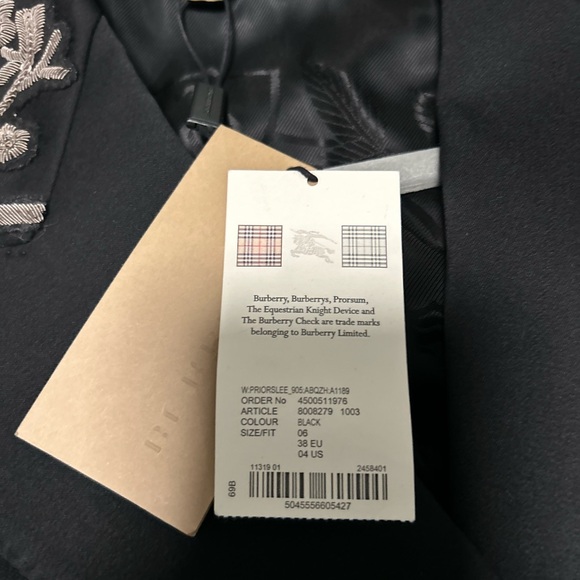 Burberry, Burberrys, Prorsum,
The Equestrian Knight Device and
The Burberry Check are trade marks
belonging to Burberry Limited.
W:PRIORSLEE_905:ABQZH:A1189
ORDER No 4500511976
ARTICLE 8008279 1003
COLOUR BLACK
SIZE/FIT 06
38 EU
04 US
11319 01 2458401
69B
5045556605427